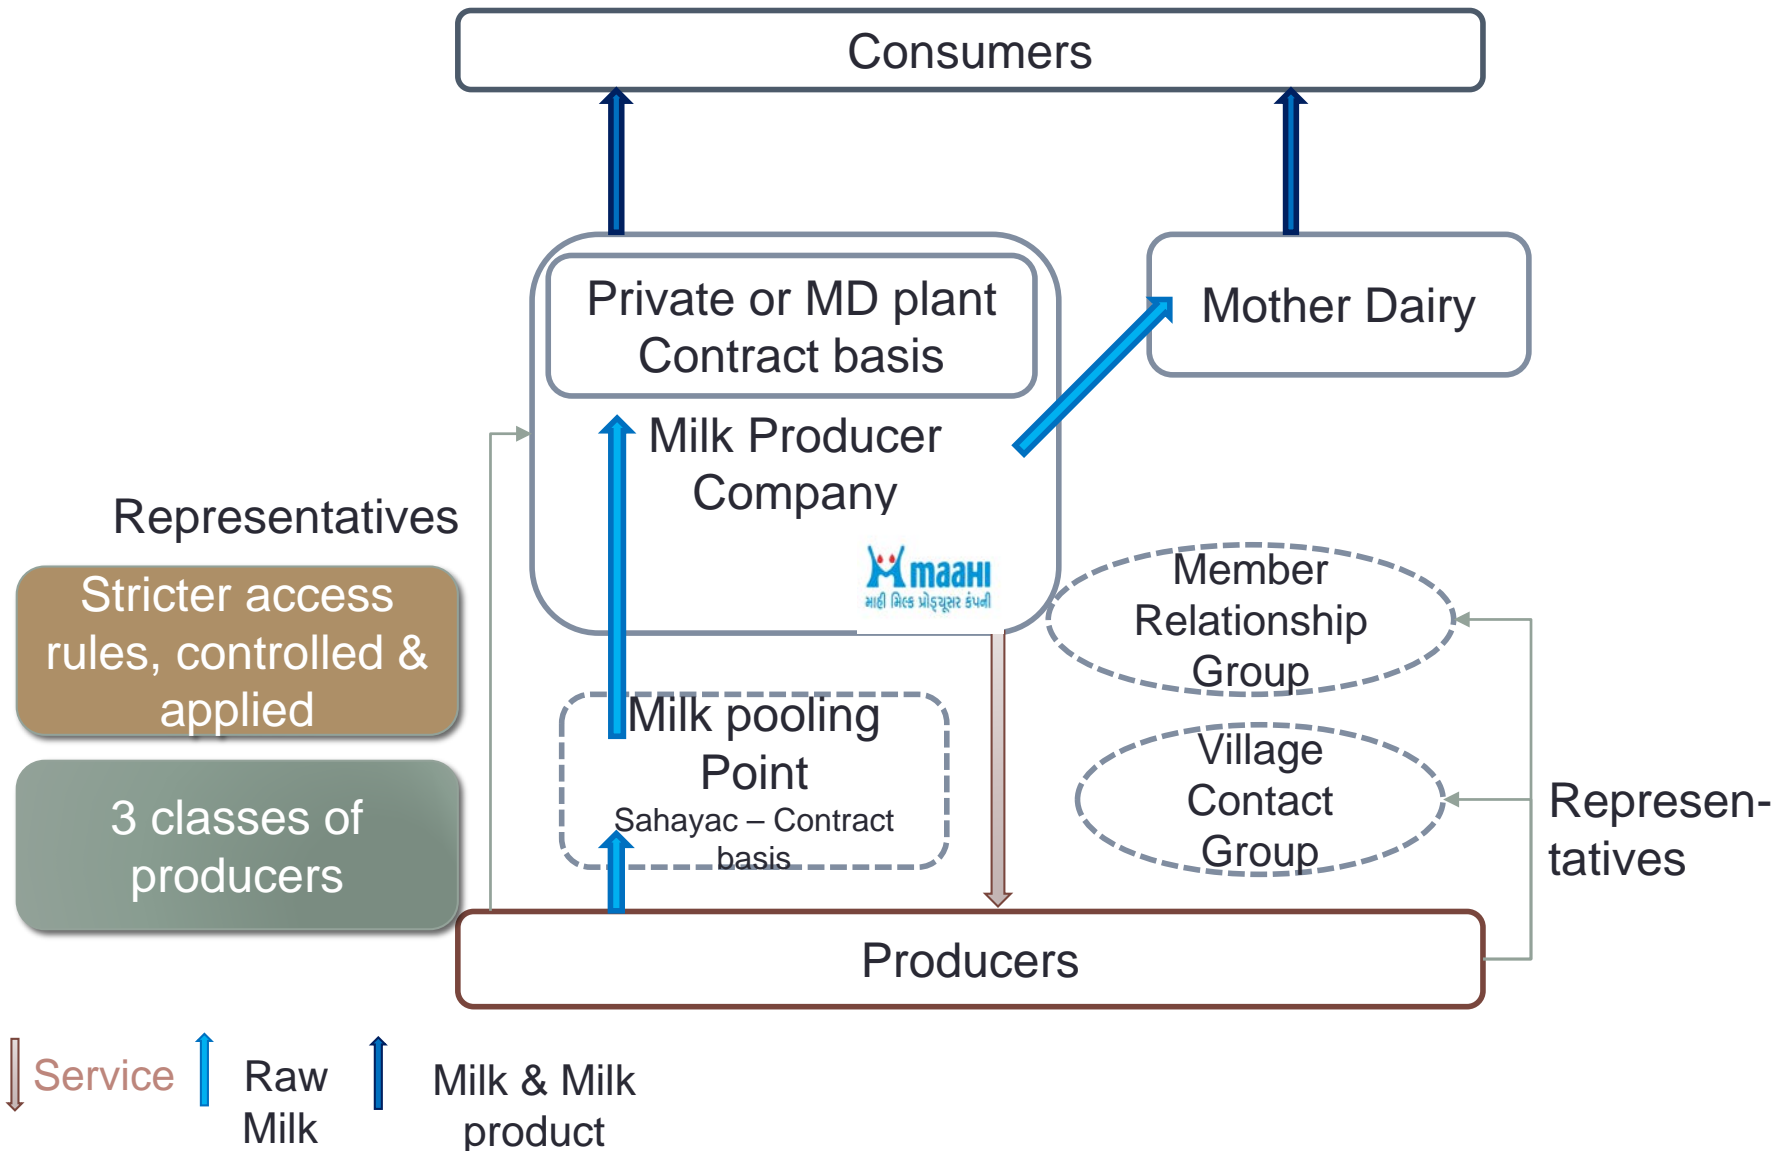 Consumers
Private or MD plant
Contract basis
Mother Dairy
Milk Producer
Company
maaHI
માહી મિલ્ક પ્રોડ્યૂસર કંપની
Representatives
Stricter access
rules, controlled &
applied
3 classes of
producers
Member
Relationship
Group
Milk pooling
Point
Sahayac – Contract
basis
Village
Contact
Group
Represen-
tatives
Producers
Service
Raw
Milk
Milk & Milk
product